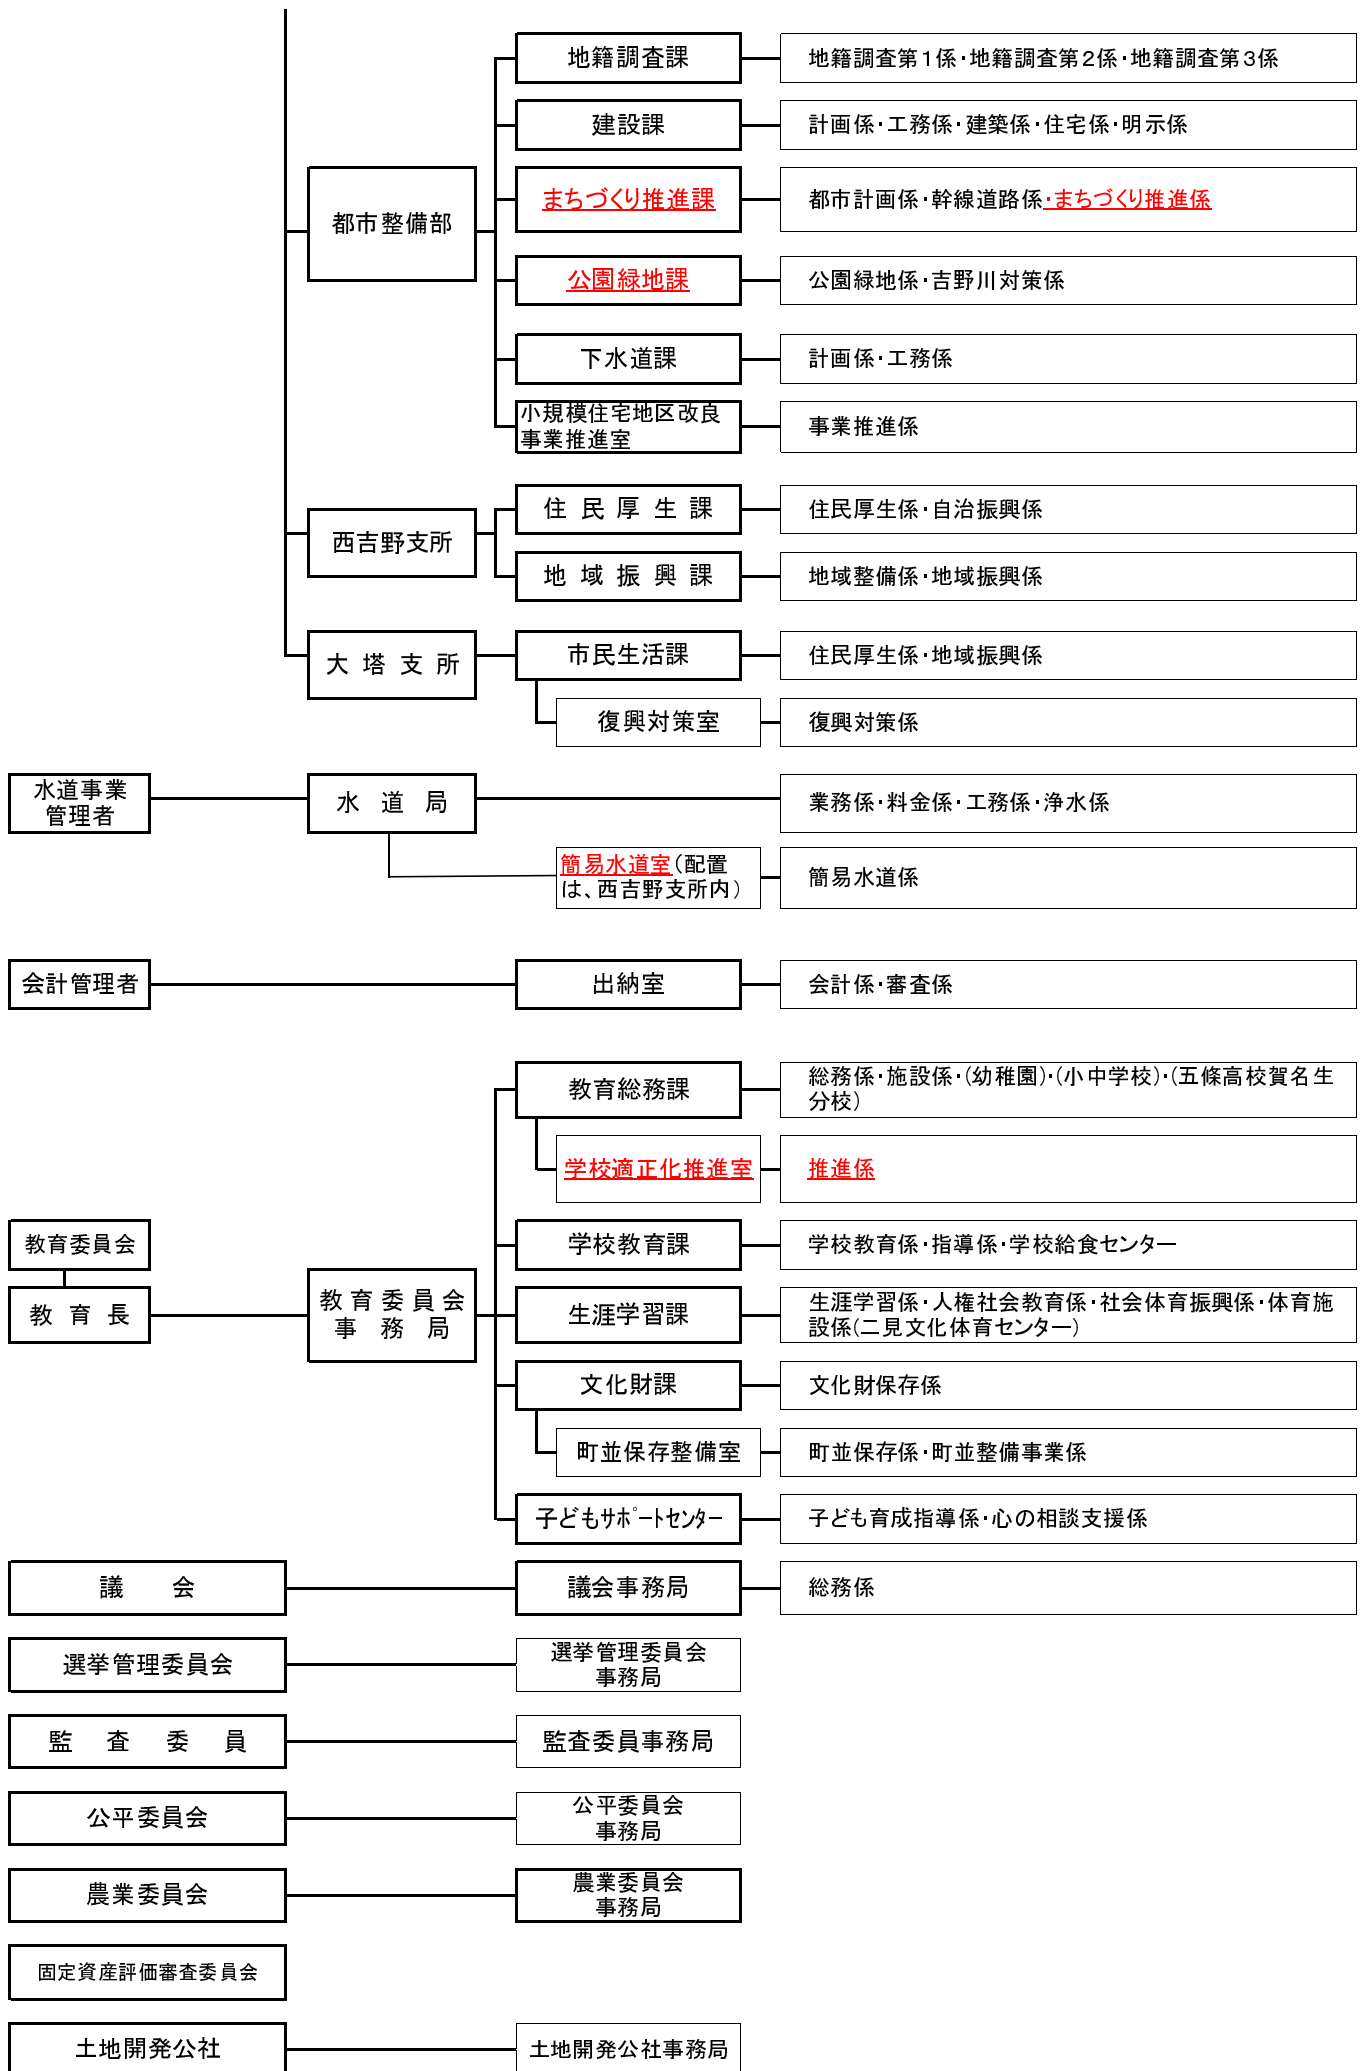 地籍調査課
地籍調査第1係・地籍調査第2係・地籍調査第3係
建設課
計画係・工務係・建築係・住宅係・明示係
都市整備部
まちづくり推進課
都市計画係・幹線道路係・まちづくり推進係
公園緑地課
公園緑地係・吉野川対策係
下水道課
計画係・工務係
小規模住宅地区改良
事業推進室
事業推進係
西吉野支所
住民厚生課
住民厚生係・自治振興係
地域振興課
地域整備係・地域振興係
大塔支所
市民生活課
住民厚生係・地域振興係
復興対策室
復興対策係
水道事業
管理者
水道局
業務係・料金係・工務係・浄水係
簡易水道室(配置
は、西吉野支所内)
簡易水道係
会計管理者
出納室
会計係・審査係
教育総務課
総務係・施設係・(幼稚園)・(小中学校)・(五條高校賀名生
分校)
学校適正化推進室
推進係
教育委員会
学校教育課
学校教育係・指導係・学校給食センター
教育長
教育委員会
事務局
生涯学習課
生涯学習係・人権社会教育係・社会体育振興係・体育施
設係(二見文化体育センター)
文化財課
文化財保存係
町並保存整備室
町並保存係・町並整備事業係
子どもサポートセンター
子ども育成指導係・心の相談支援係
議会
議会事務局
総務係
選挙管理委員会
選挙管理委員会
事務局
監査委員
監査委員事務局
公平委員会
公平委員会
事務局
農業委員会
農業委員会
事務局
固定資産評価審査委員会
土地開発公社
土地開発公社事務局